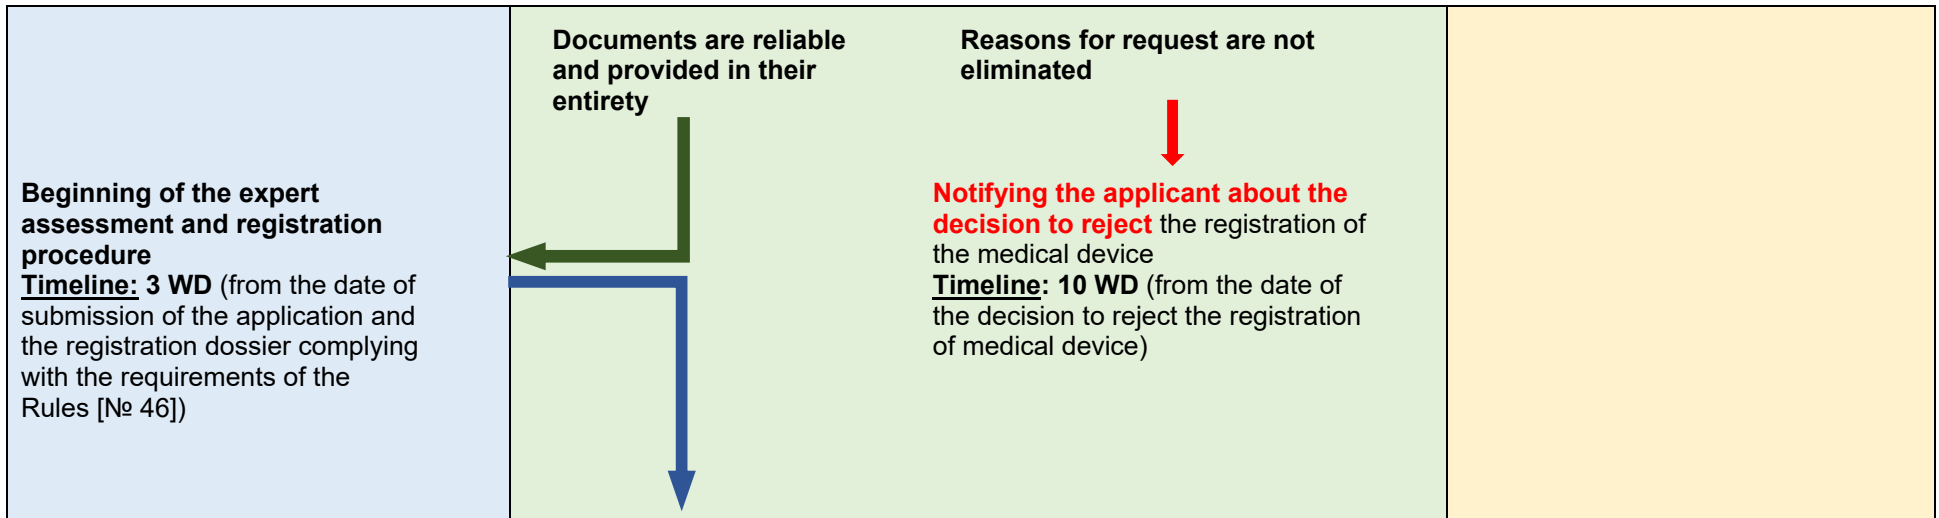 Documents are reliable
and provided in their
entirety
Reasons for request are not
eliminated
Beginning of the expert
assessment and registration
procedure
Timeline: 3 WD (from the date of
submission of the application and
the registration dossier complying
with the requirements of the
Rules [№ 46])
Notifying the applicant about the
decision to reject the registration of
the medical device
Timeline: 10 WD (from the date of
the decision to reject the registration
of medical device)